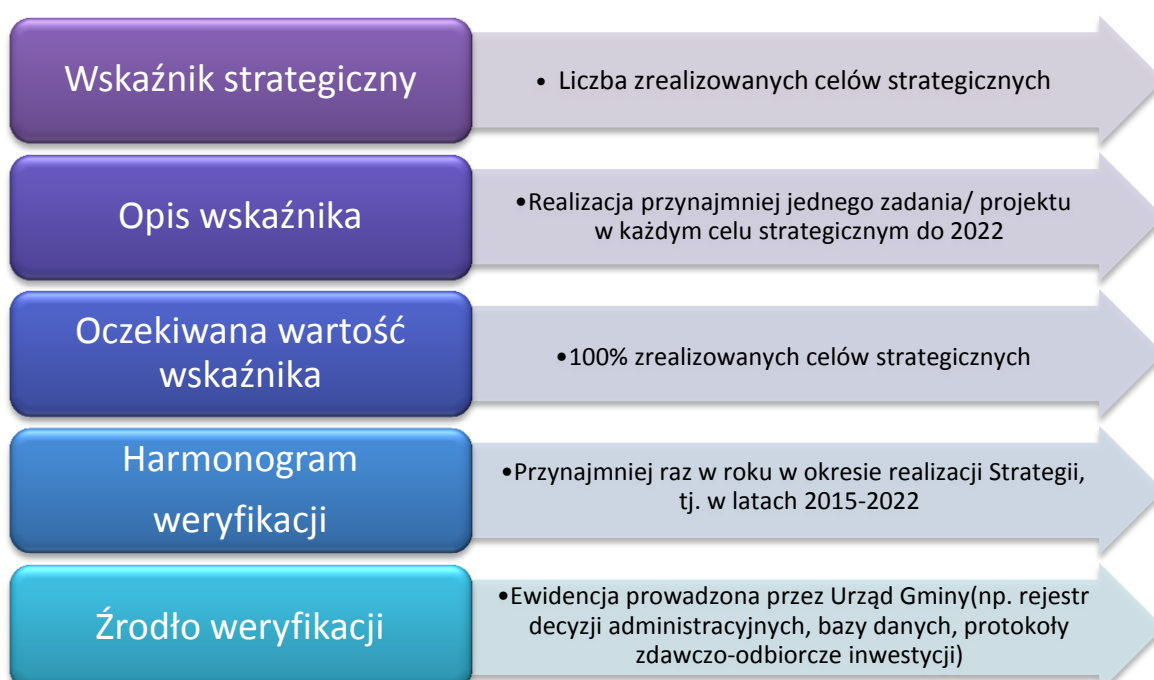 Wskaźnik strategiczny
• Liczba zrealizowanych celów strategicznych
Opis wskaźnika
•Realizacja przynajmniej jednego zadania/ projektu
w każdym celu strategicznym do 2022
Oczekiwana wartość
wskaźnika
•100% zrealizowanych celów strategicznych
Harmonogram
weryfikacji
•Przynajmniej raz w roku w okresie realizacji Strategii,
tj. w latach 2015-2022
Źrodło weryfikacji
•Ewidencja prowadzona przez Urząd Gminy(np. rejestr
decyzji administracyjnych, bazy danych, protokoły
zdawczo-odbiorcze inwestycji)